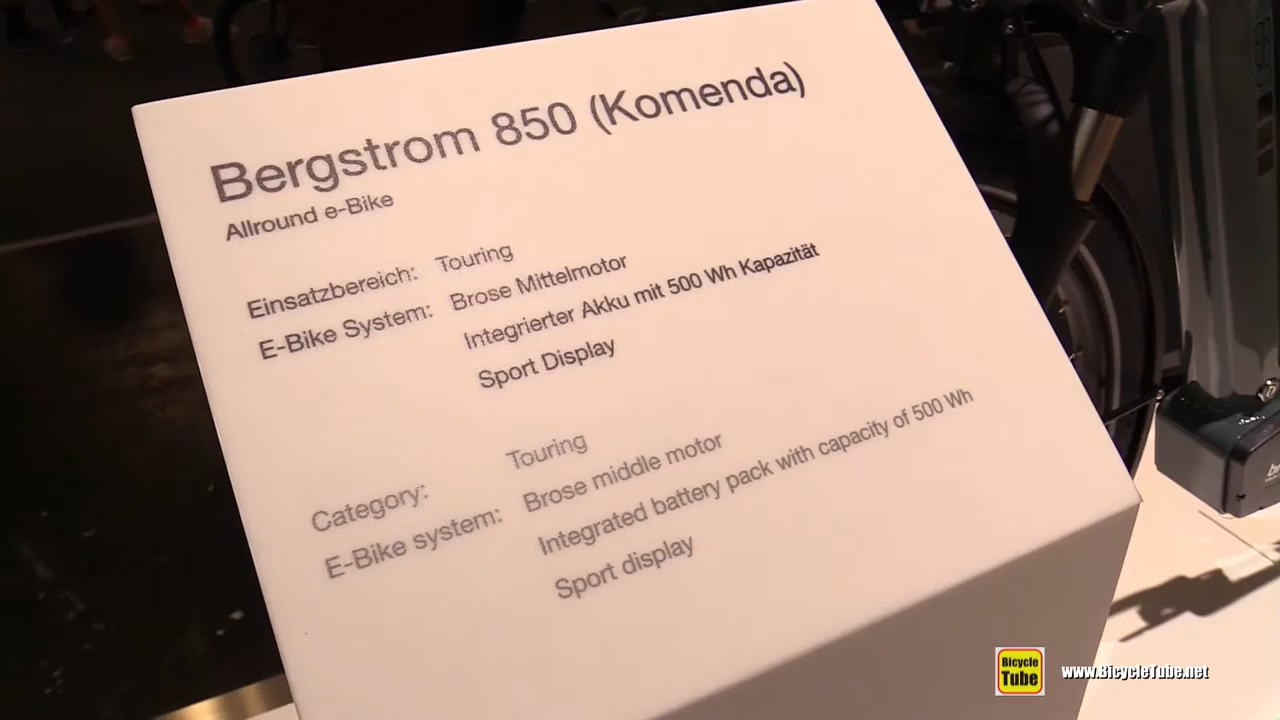 Bergstrom 850 (Komenda)
Allround e-Bike
Einsatzbereich: Touring
E-Bike System: Brose Mittelmotor
Integrierter Akku mit 500 Wh Kapazität
Sport Display
Category: Touring
E-Bike system: Brose middle motor
Integrated battery pack with capacity of 500 Wh
Sport display
Bicycle
Tube
www.BicycleTube.net